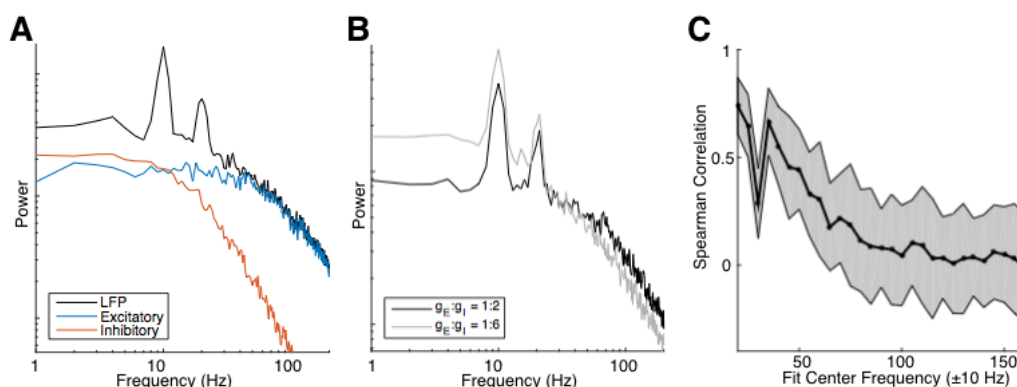 A
Power
LFP
Excitatory
Inhibitory
1
10
100
Frequency (Hz)
B
Power
g_E:g_I = 1:2
g_E:g_I = 1:6
1
10
100
Frequency (Hz)
C
Spearman Correlation
1
0.5
0
50
100
150
Fit Center Frequency (±10 Hz)